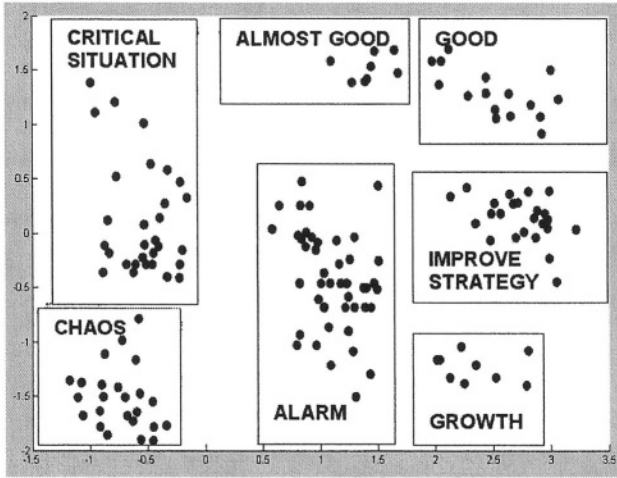 2
1.5
1
0.5
0
-0.5
-1
-1.5
-2
CRITICAL
SITUATION
ALMOST GOOD
GOOD
IMPROVE
STRATEGY
CHAOS
ALARM
GROWTH
-1.5
-1
-0.5
0
0.5
1
1.5
2
2.5
3
3.5